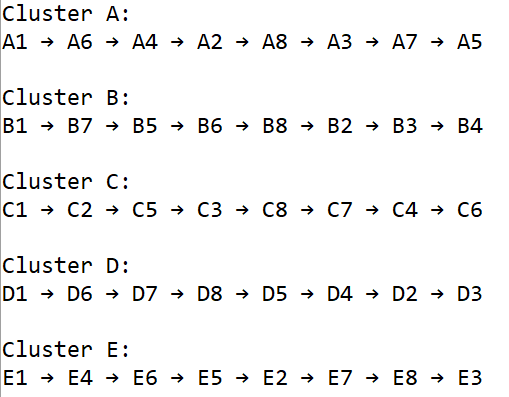 Cluster A:
A1 → A6 → A4 → A2 → A8 → A3 → A7 → A5
Cluster B:
B1 → B7 → B5 → B6 → B8 → B2 → B3 → B4
Cluster C:
C1 → C2 → C5 → C3 → C8 → C7 → C4 → C6
Cluster D:
D1 → D6 → D7 → D8 → D5 → D4 → D2 → D3
Cluster E:
E1 → E4 → E6 → E5 → E2 → E7 → E8 → E3